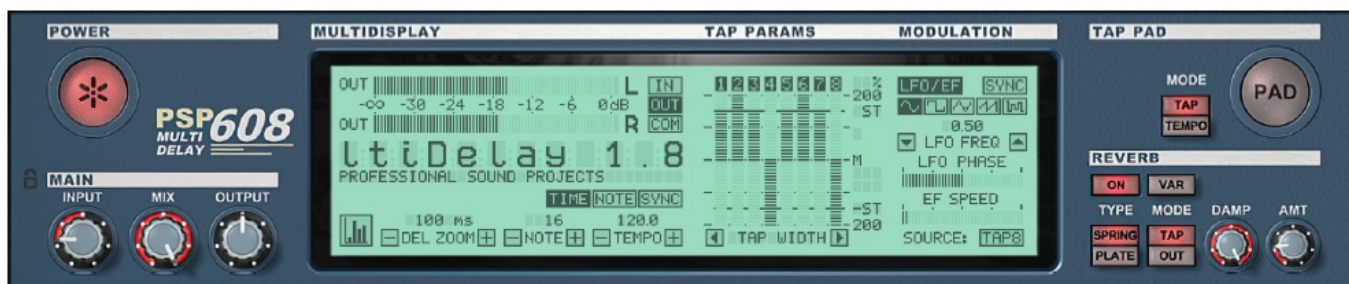 POWER
PSP 608
MULTI
DELAY
MAIN
INPUT MIX OUTPUT
MULTIDISPLAY TAP PARAMS MODULATION
OUT L IN
-∞ -30 -24 -18 -12 -6 0dB OUT
OUT R COM
ltiDelay 1.8
PROFESSIONAL SOUND PROJECTS
TIME NOTE SYNC
100 ms 16 120.0
DEL ZOOM NOTE TEMPO
1 2 3 4 5 6 7 8 %
200
ST
M
-ST
-200
TAP WIDTH
LFO/EF SYNC
0.50
LFO FREQ
LFO PHASE
EF SPEED
SOURCE: TAP8
TAP PAD
MODE
TAP
TEMPO
PAD
REVERB
ON VAR
TYPE MODE DAMP AMT
SPRING TAP
PLATE OUT